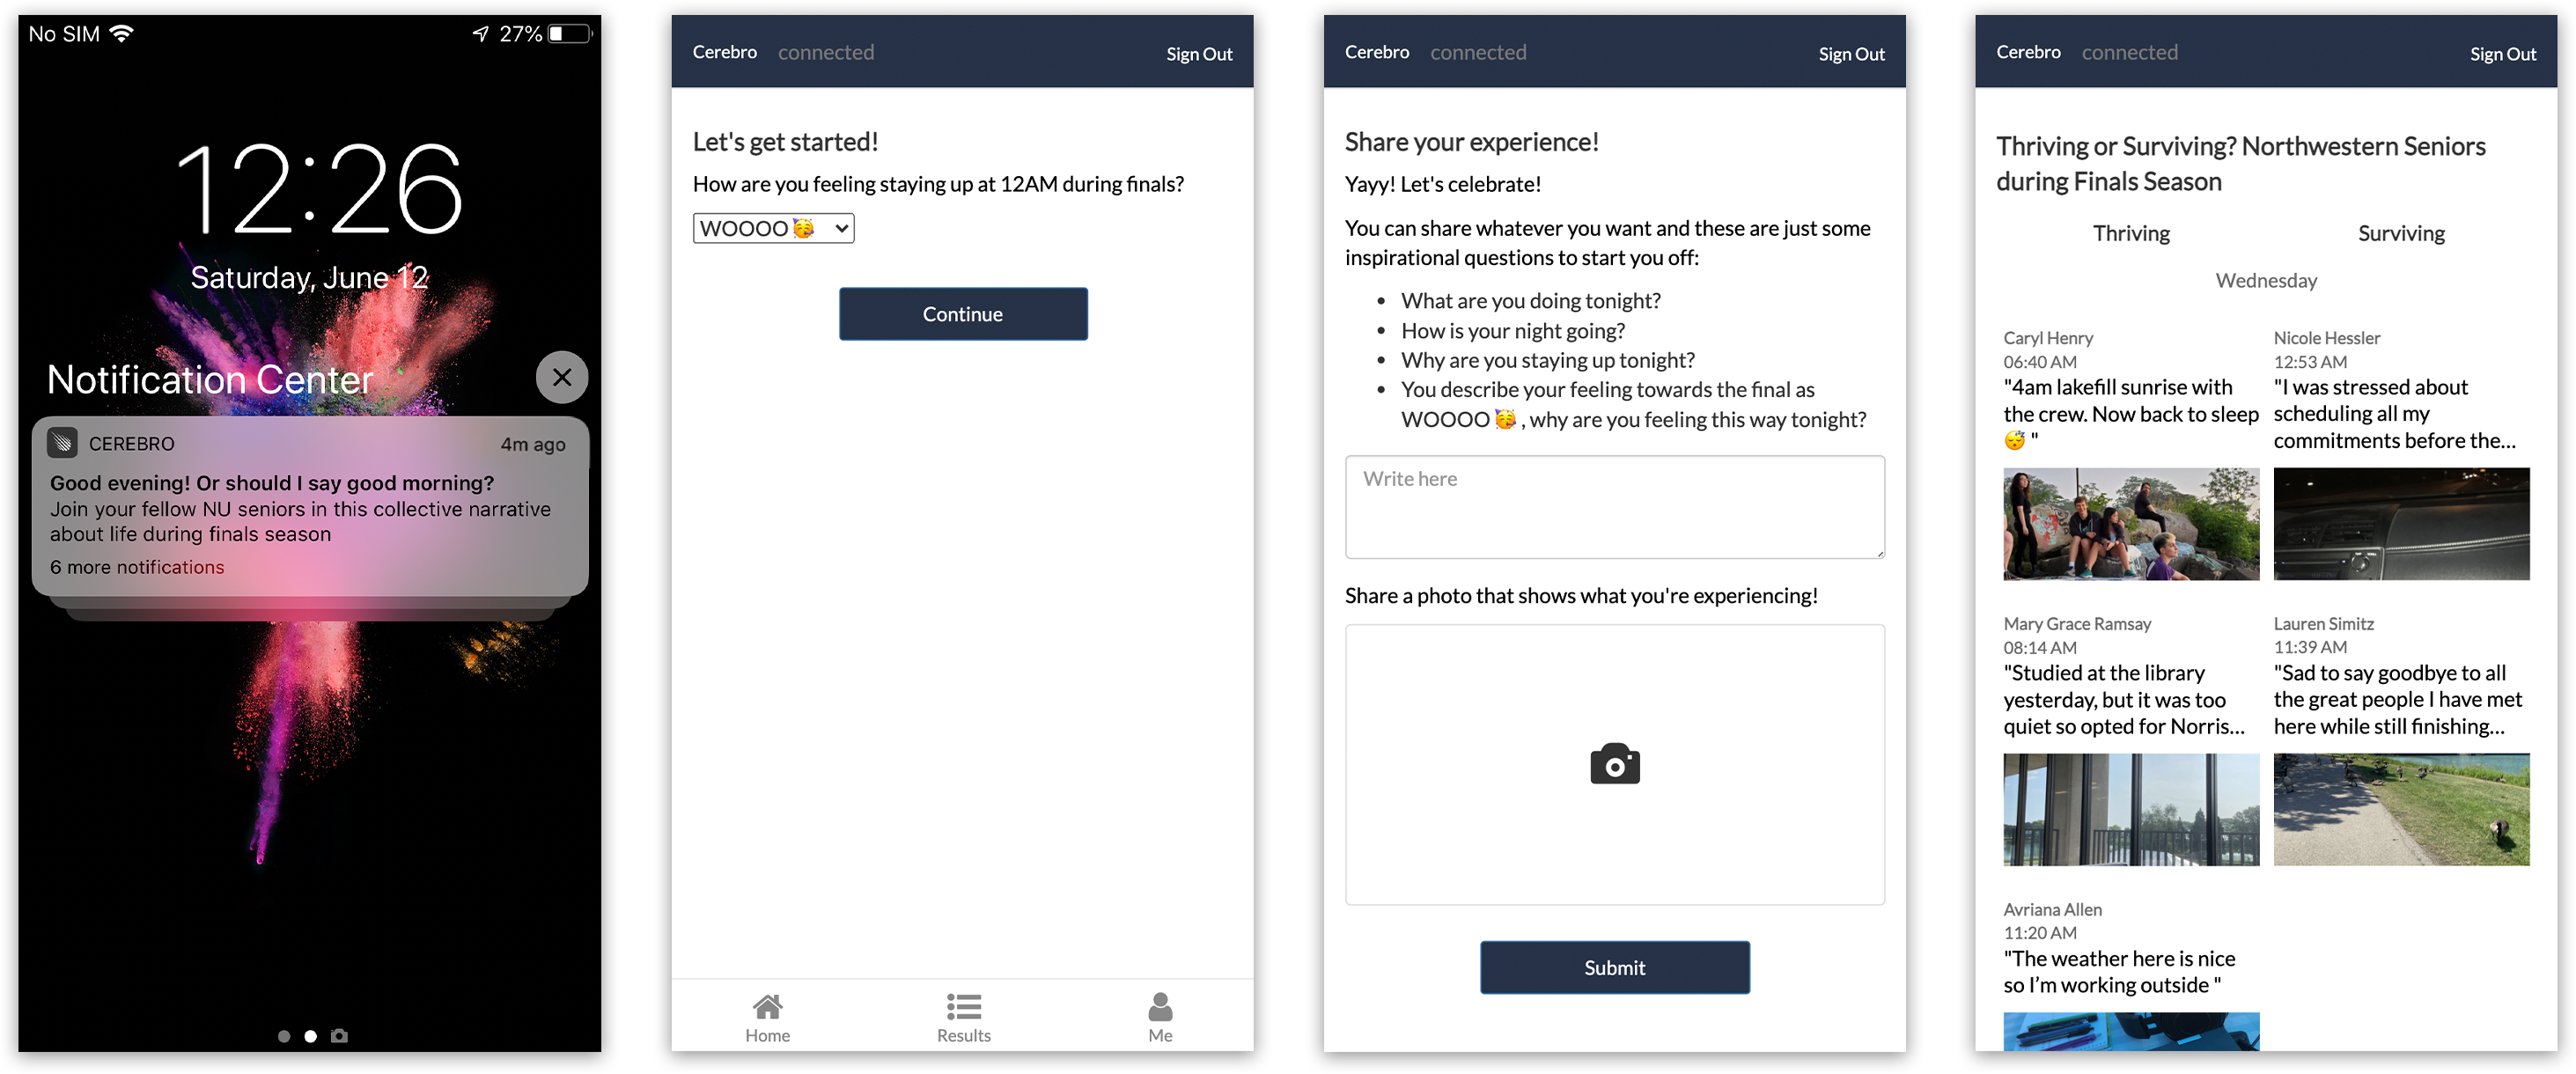 No SIM
27%
12:26
Saturday, June 12
Notification Center
CEREBRO
4m ago
Good evening! Or should I say good morning?
Join your fellow NU seniors in this collective narrative
about life during finals season
6 more notifications
Cerebro connected Sign Out
Let's get started!
How are you feeling staying up at 12AM during finals?
WOOOO 🥳
Continue
Home
Results
Me
Cerebro connected Sign Out
Share your experience!
Yayy! Let's celebrate!
You can share whatever you want and these are just some
inspirational questions to start you off:
• What are you doing tonight?
• How is your night going?
• Why are you staying up tonight?
• You describe your feeling towards the final as
WOOOO 🥳 , why are you feeling this way tonight?
Write here
Share a photo that shows what you're experiencing!
Submit
Cerebro connected Sign Out
Thriving or Surviving? Northwestern Seniors
during Finals Season
Thriving
Surviving
Wednesday
Caryl Henry
06:40 AM
"4am lakefill sunrise with
the crew. Now back to sleep
😴 "
Nicole Hessler
12:53 AM
"I was stressed about
scheduling all my
commitments before the...
Mary Grace Ramsay
08:14 AM
"Studied at the library
yesterday, but it was too
quiet so opted for Norris...
Lauren Simitz
11:39 AM
"Sad to say goodbye to all
the great people I have met
here while still finishing...
Avriana Allen
11:20 AM
"The weather here is nice
so I'm working outside "